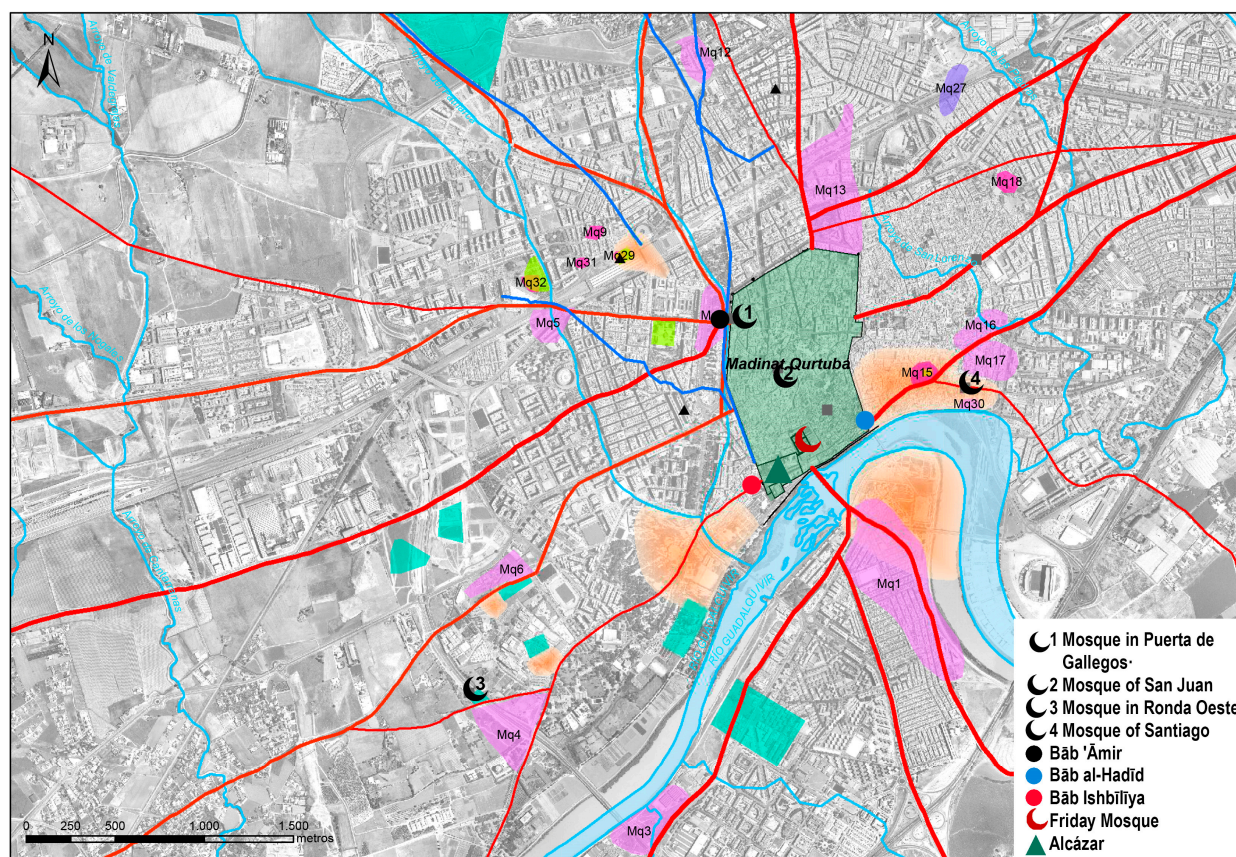 N
Mq12
Mq27
Mq13
Mq18
Mq9
Mq31
Mq29
Mq32
Mq5
1
Mq16
Mq17
Madinat Qurtuba
2
Mq15
4
Mq30
Mq6
Mq1
RÍO GUADALQUIVIR
3
Mq4
Mq3
0 250 500 1.000 1.500
metros
1 Mosque in Puerta de
Gallegos·
2 Mosque of San Juan
3 Mosque in Ronda Oeste
4 Mosque of Santiago
Bāb 'Āmir
Bāb al-Hadīd
Bāb Ishbīlīya
Friday Mosque
Alcázar